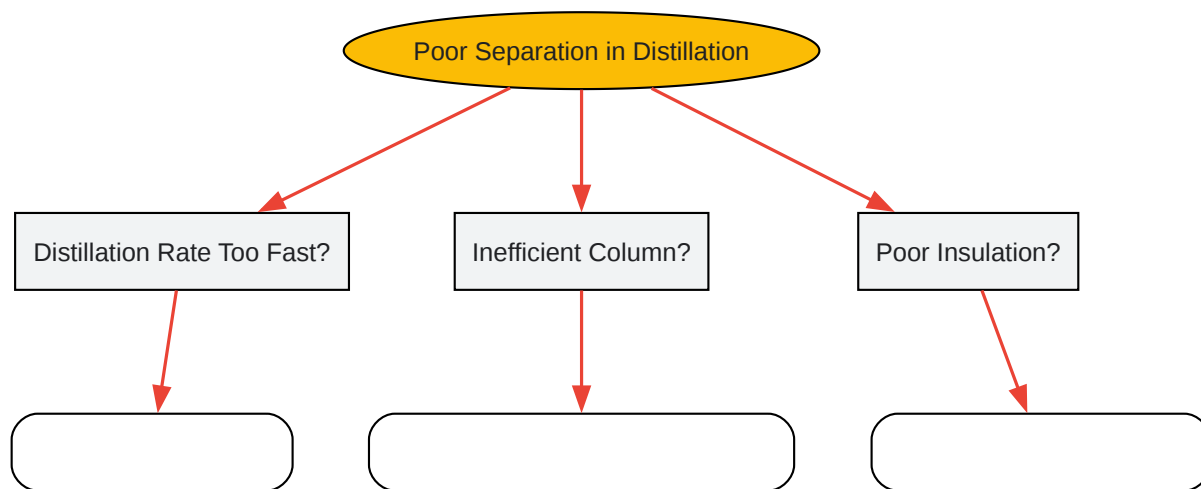 Poor Separation in Distillation
Distillation Rate Too Fast?
Inefficient Column?
Poor Insulation?